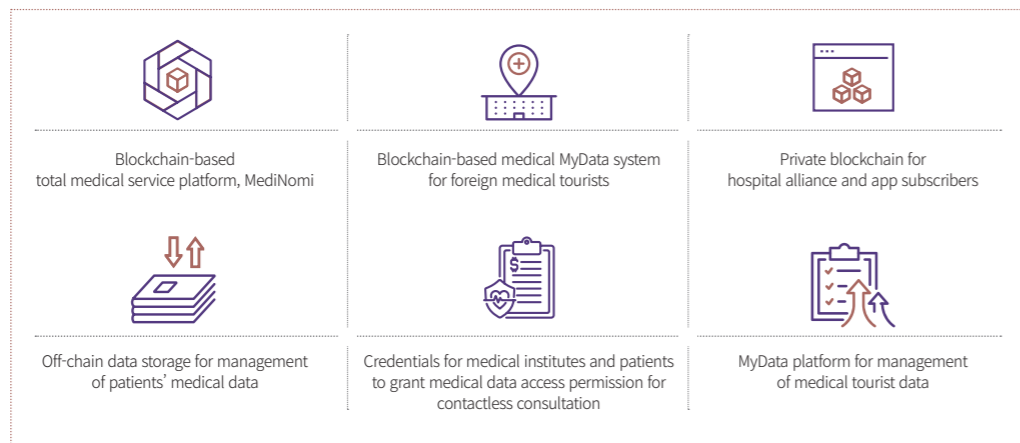 Blockchain-based
total medical service platform, MediNomi
Blockchain-based medical MyData system
for foreign medical tourists
Private blockchain for
hospital alliance and app subscribers
$
Off-chain data storage for management
of patients’ medical data
Credentials for medical institutes and patients
to grant medical data access permission for
contactless consultation
MyData platform for management
of medical tourist data